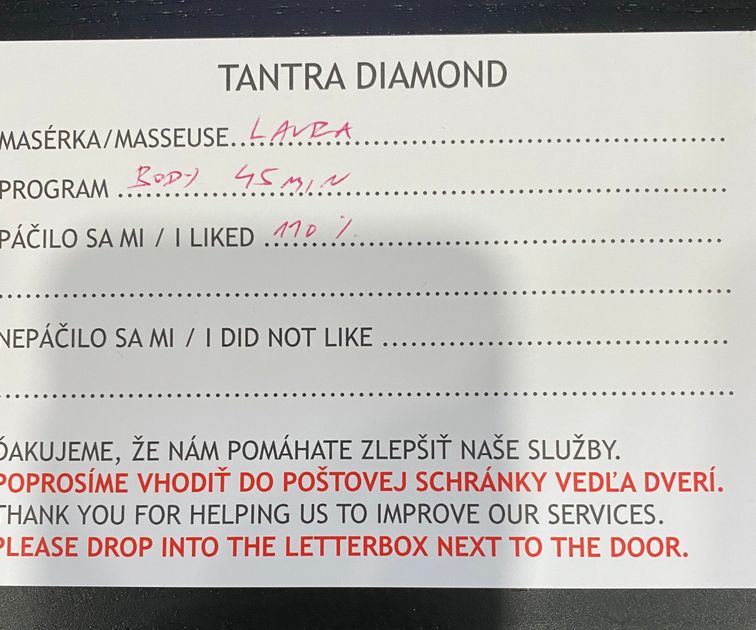 TANTRA DIAMOND
MASÉRKA/MASSEUSE..LAURA..............................
PROGRAM ..BODY 45 MIN..............................
PÁČILO SA MI / I LIKED ..110 %..............................
................................................................
NEPÁČILO SA MI / I DID NOT LIKE ..............................
................................................................
ĎAKUJEME, ŽE NÁM POMÁHATE ZLEPŠIŤ NAŠE SLUŽBY.
POPROSÍME VHODIŤ DO POŠTOVEJ SCHRÁNKY VEDĽA DVERÍ.
THANK YOU FOR HELPING US TO IMPROVE OUR SERVICES.
PLEASE DROP INTO THE LETTERBOX NEXT TO THE DOOR.